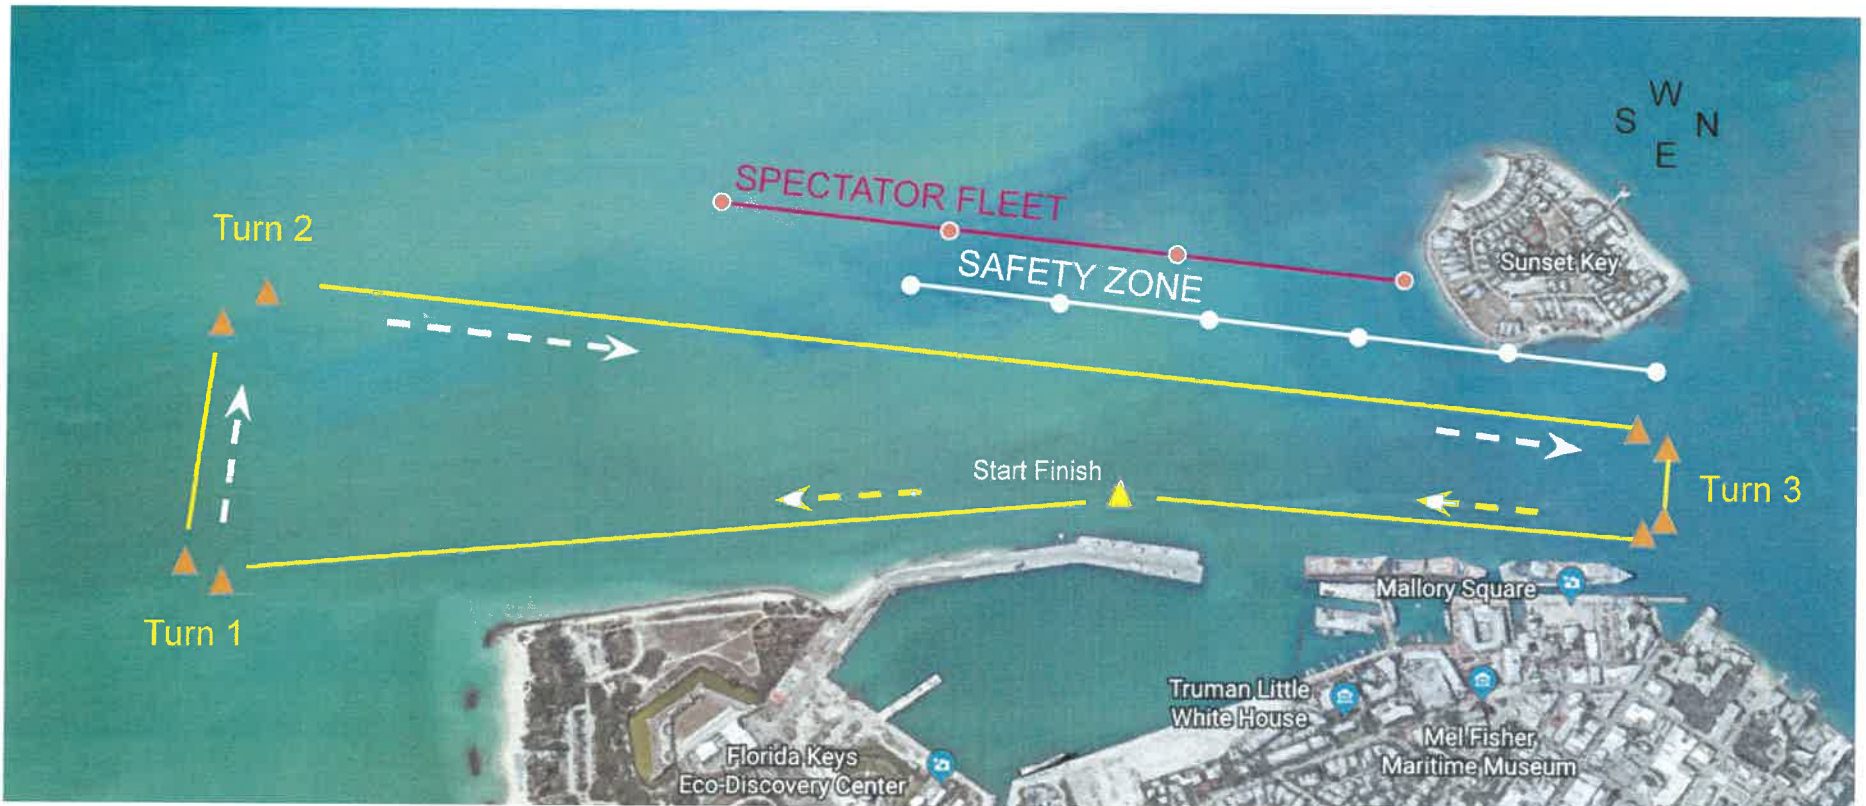 W
S N
E
SPECTATOR FLEET
Turn 2
SAFETY ZONE
Sunset Key
Start Finish
Turn 3
Mallory Square
Turn 1
Truman Little
White House
Mel Fisher
Maritime Museum
Florida Keys
Eco-Discovery Center